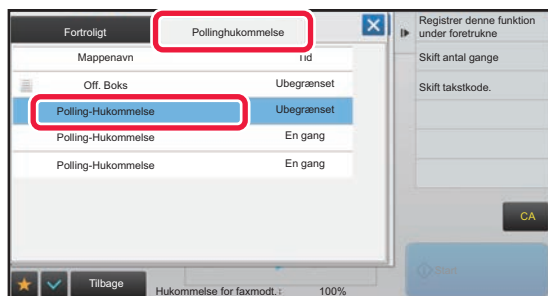 Fortroligt
Pollinghukommelse
Mappenavn Tid
Off. Boks Ubegrænset
Polling-Hukommelse Ubegrænset
Polling-Hukommelse En gang
Polling-Hukommelse En gang
Registrer denne funktion
under foretrukne
Skift antal gange
Skift takstkode.
CA
Start
Tilbage
Hukommelse for faxmodt.: 100%